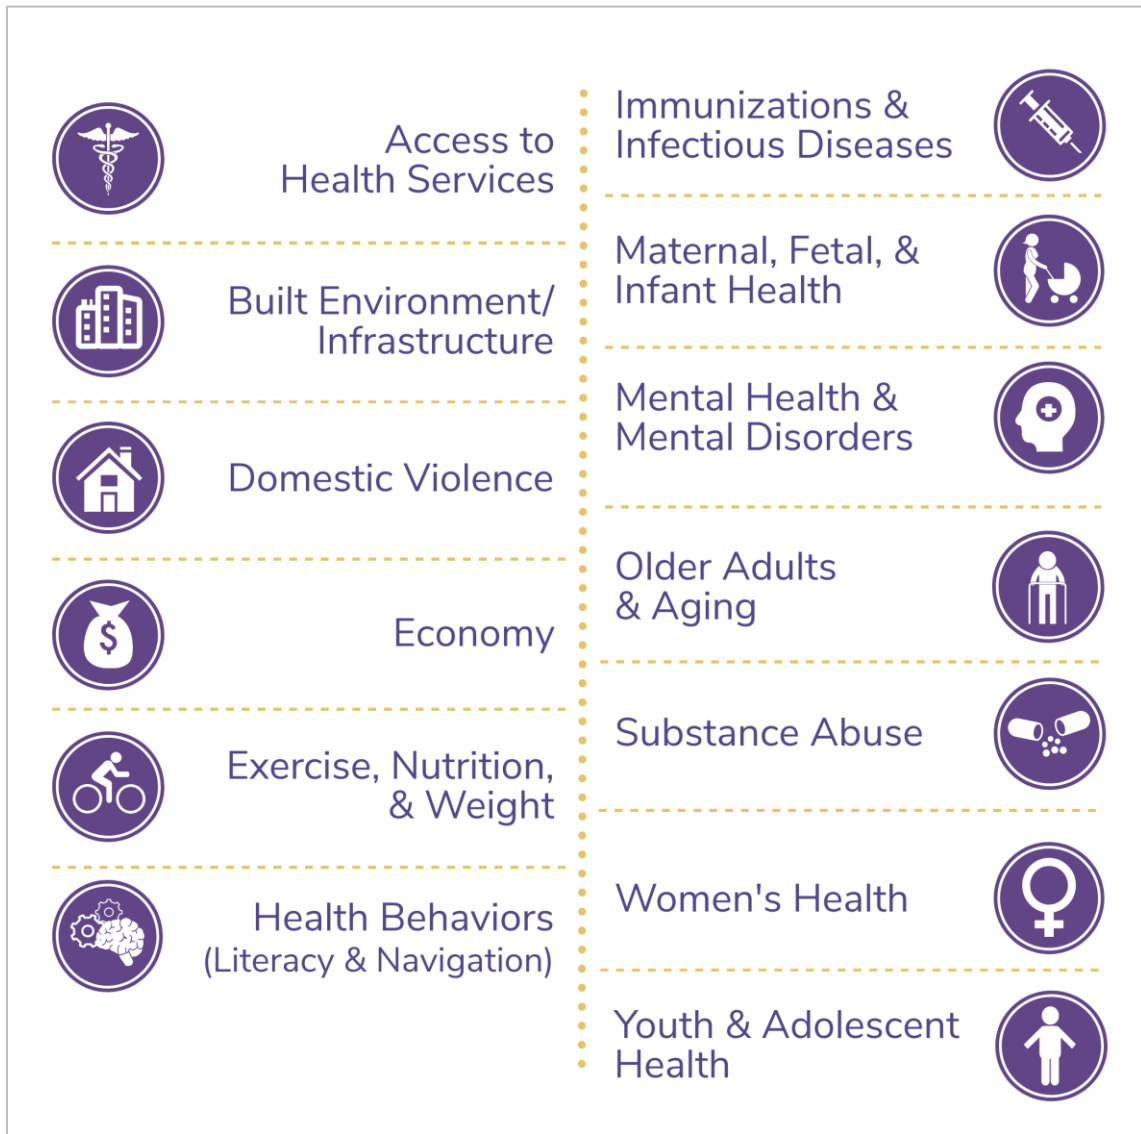 Access to
Health Services
Built Environment/
Infrastructure
Domestic Violence
Economy
$
Exercise, Nutrition,
& Weight
Health Behaviors
(Literacy & Navigation)
Immunizations &
Infectious Diseases
Maternal, Fetal, &
Infant Health
Mental Health &
Mental Disorders
Older Adults
& Aging
Substance Abuse
Women's Health
Youth & Adolescent
Health